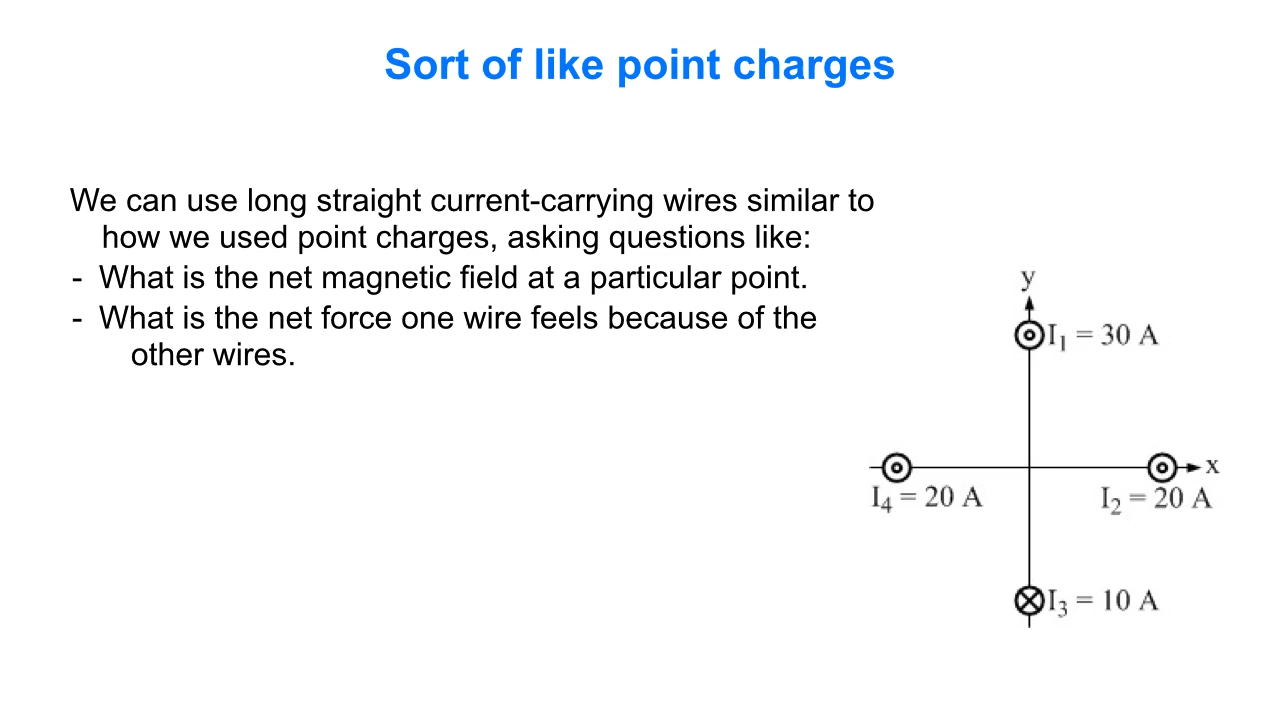 Sort of like point charges
We can use long straight current-carrying wires similar to
how we used point charges, asking questions like:
- What is the net magnetic field at a particular point.
- What is the net force one wire feels because of the
other wires.
y
I₁ = 30 A
x
I₄ = 20 A
I₂ = 20 A
I₃ = 10 A